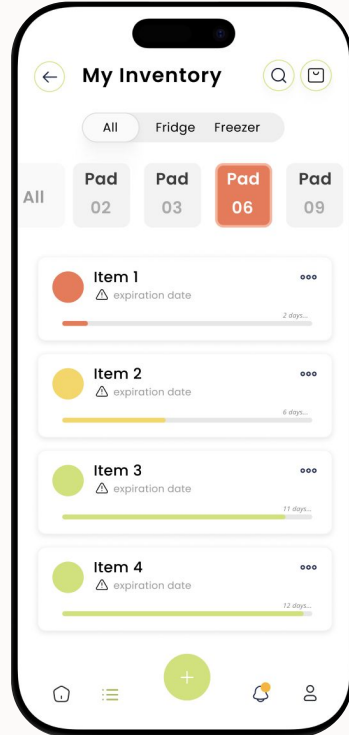 My Inventory
All Fridge Freezer
All
Pad Pad Pad Pad
02 03 06 09
Item 1
expiration date
2 days...
Item 2
expiration date
6 days...
Item 3
expiration date
11 days...
Item 4
expiration date
12 days...